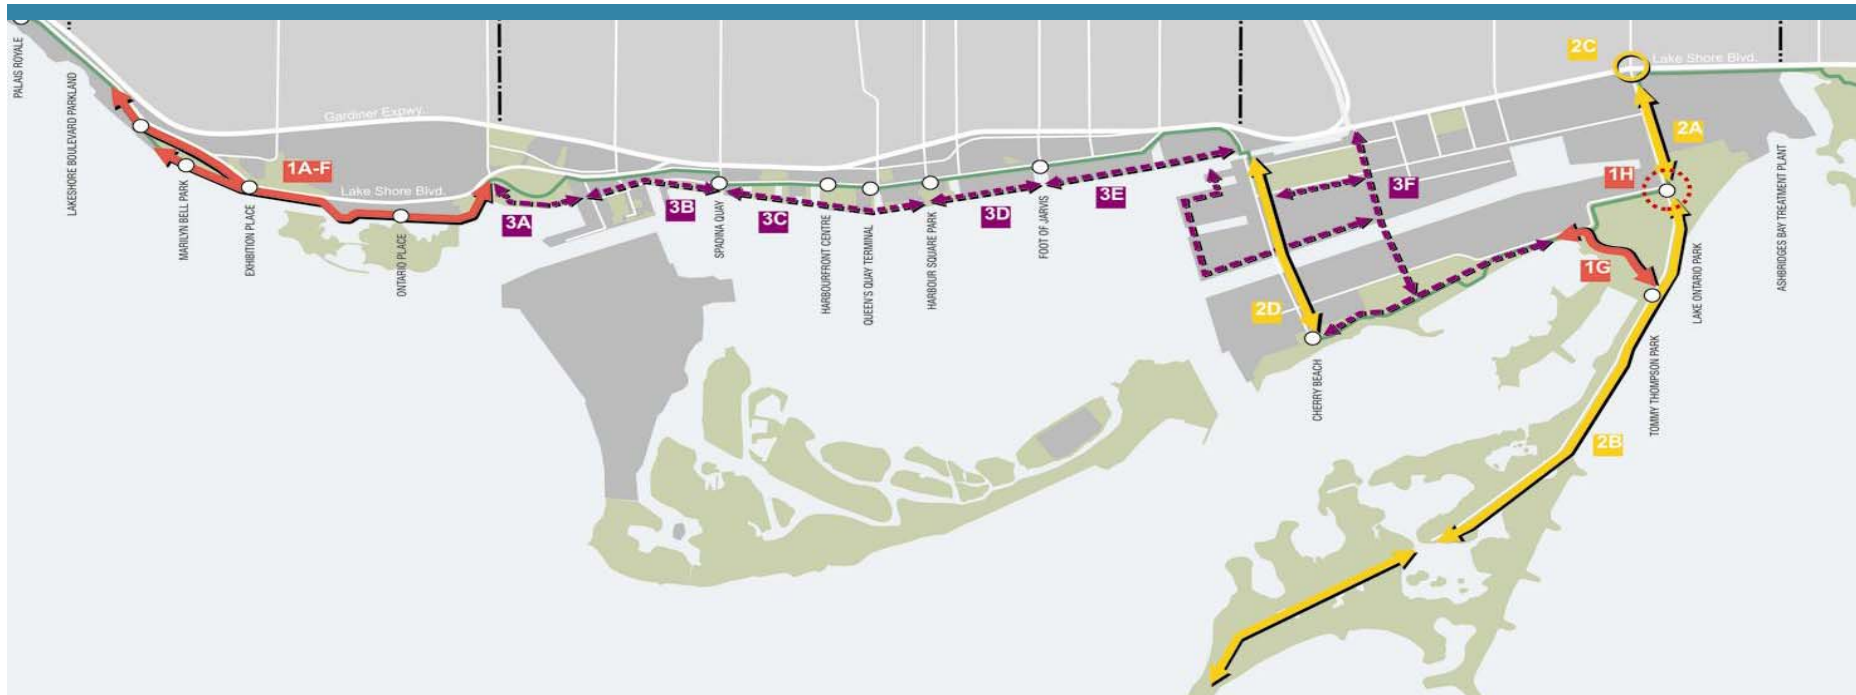 2C
Lake Shore Blvd.
Gardiner Expwy.
2A
1A-F
Lake Shore Blvd.
1H
3A
3B
3C
3D
3E
3F
1G
2D
2B
PALAIS ROYALE
LAKESHORE BOULEVARD PARKLAND
MARILYN BELL PARK
EXHIBITION PLACE
ONTARIO PLACE
SPADINA QUAY
HARBOURFRONT CENTRE
QUEEN'S QUAY TERMINAL
HARBOUR SQUARE PARK
FOOT OF JARVIS
CHERRY BEACH
TOMMY THOMPSON PARK
LAKE ONTARIO PARK
ASHBRIDGES BAY TREATMENT PLANT